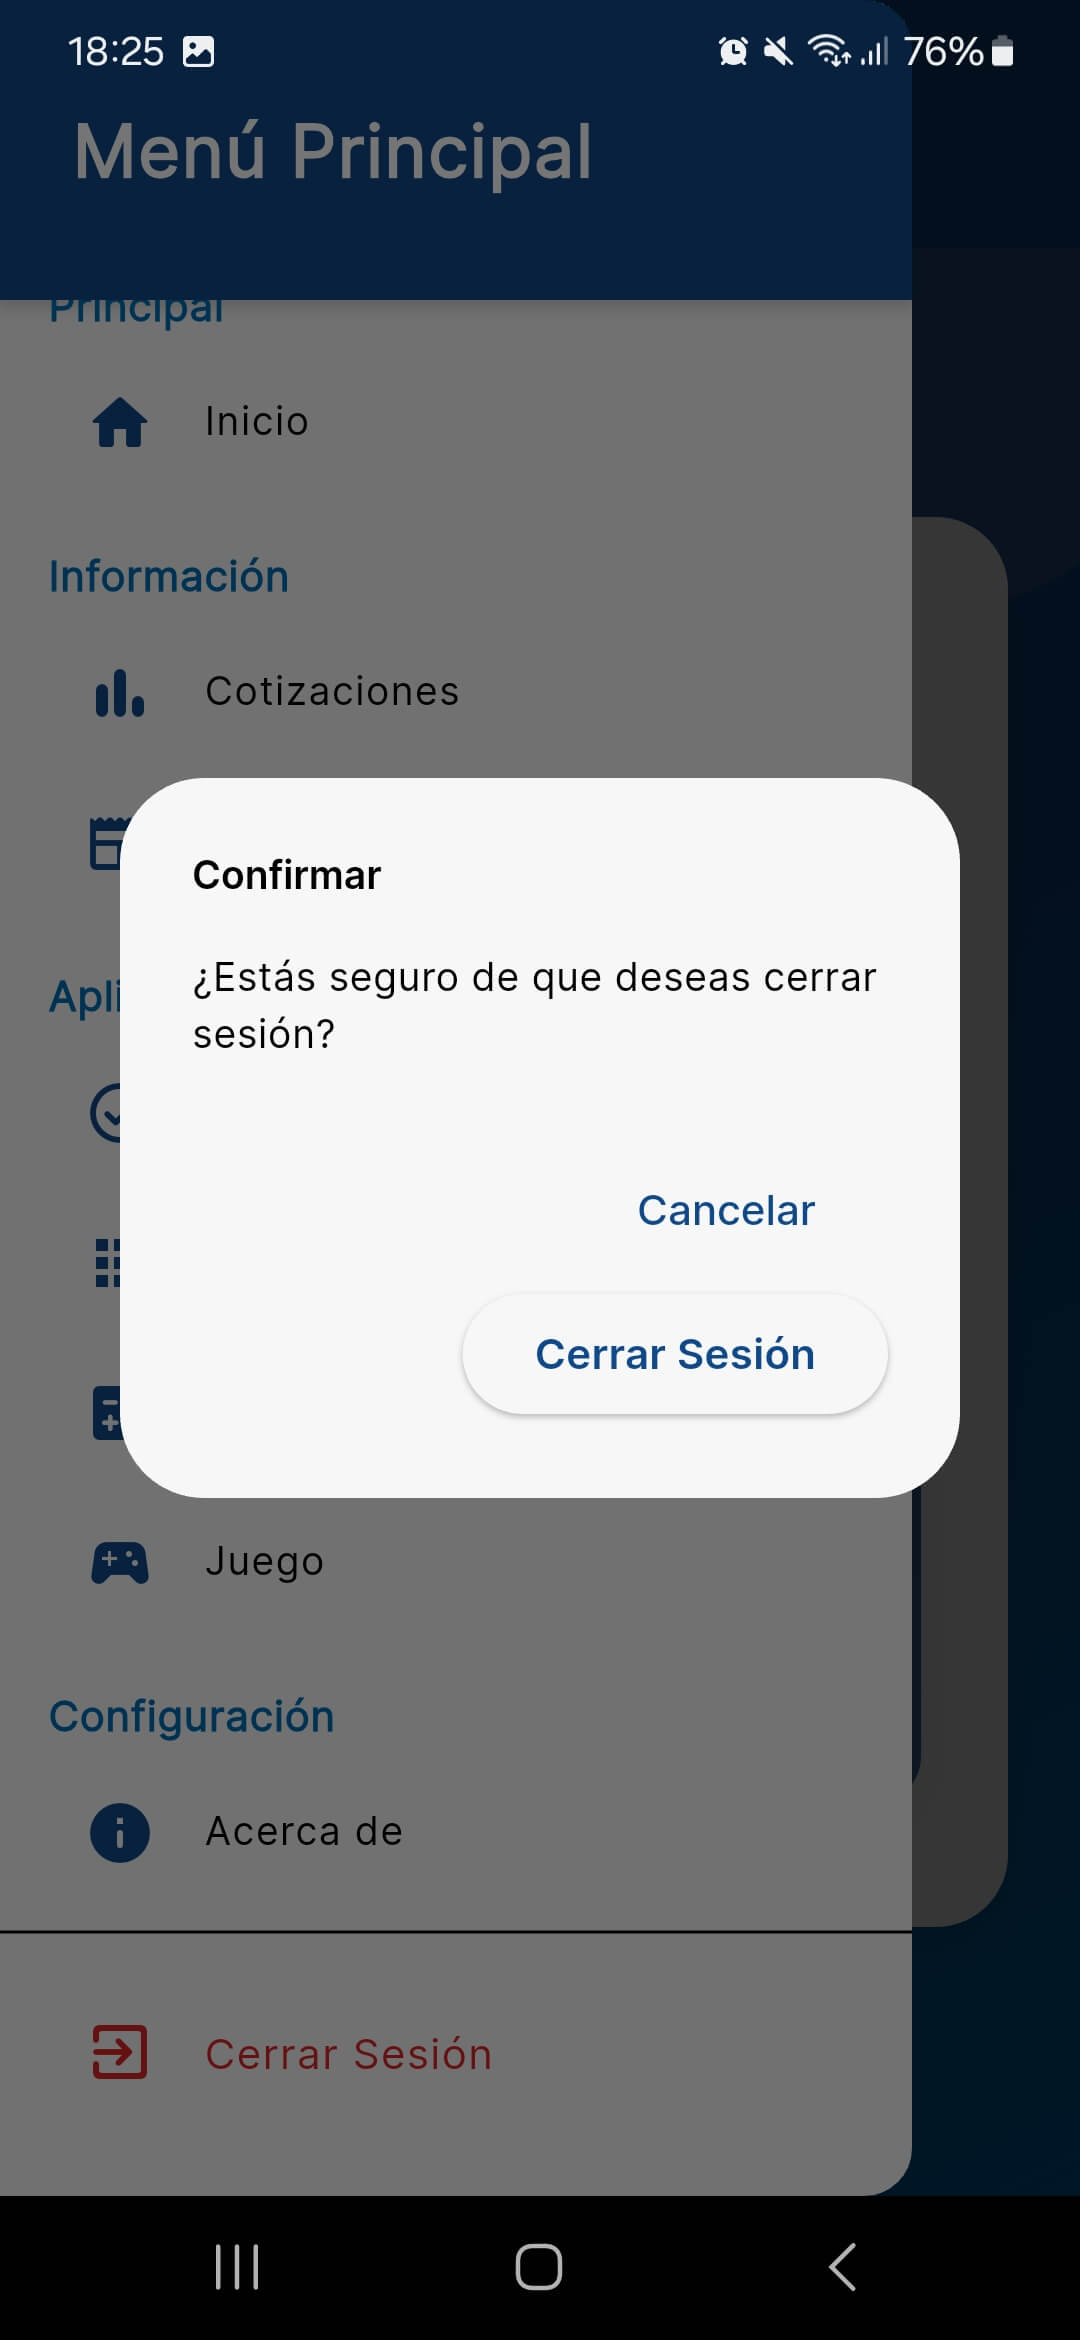 18:25
76%
Menú Principal
Principal
Inicio
Información
Cotizaciones
Confirmar
¿Estás seguro de que deseas cerrar
sesión?
Apli
Cancelar
Cerrar Sesión
Juego
Configuración
Acerca de
Cerrar Sesión